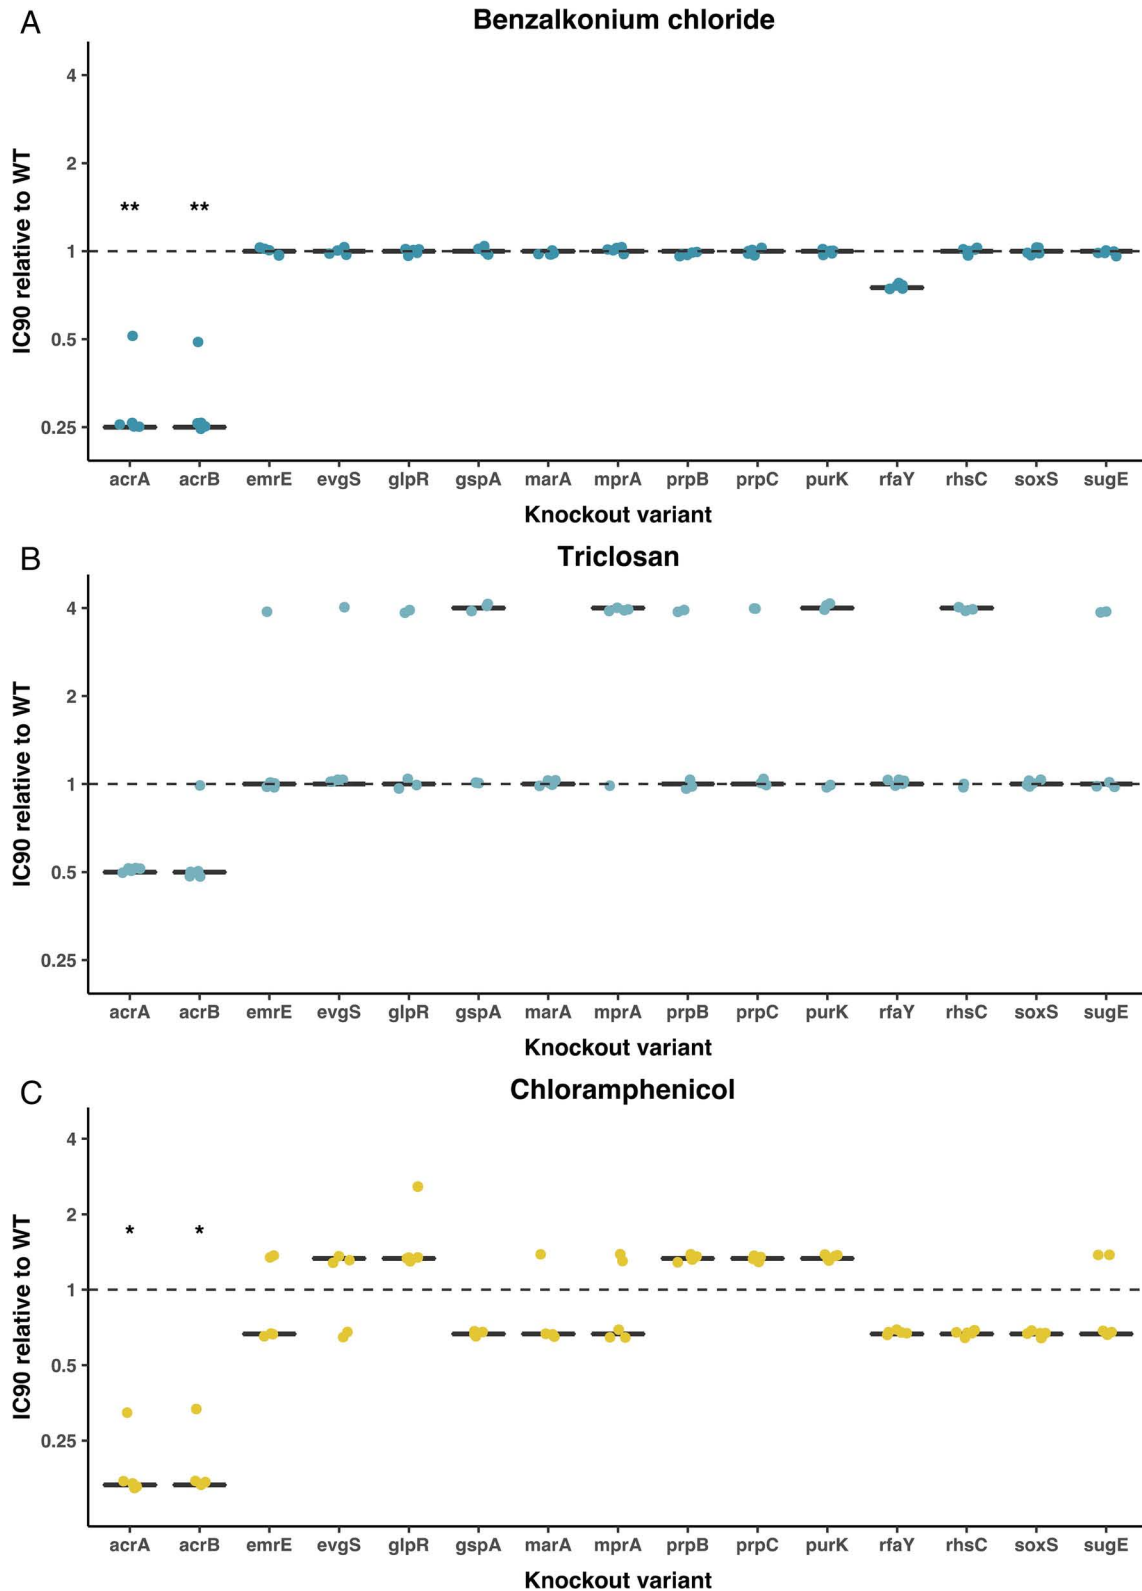 A
Benzalkonium chloride
IC90 relative to WT
4
2
** **
1
0.5
0.25
acrA acrB emrE evgS glpR gspA marA mprA prpB prpC purK rfaY rhsC soxS sugE
Knockout variant
B
Triclosan
IC90 relative to WT
4
2
1
0.5
0.25
acrA acrB emrE evgS glpR gspA marA mprA prpB prpC purK rfaY rhsC soxS sugE
Knockout variant
C
Chloramphenicol
IC90 relative to WT
4
2
* *
1
0.5
0.25
acrA acrB emrE evgS glpR gspA marA mprA prpB prpC purK rfaY rhsC soxS sugE
Knockout variant